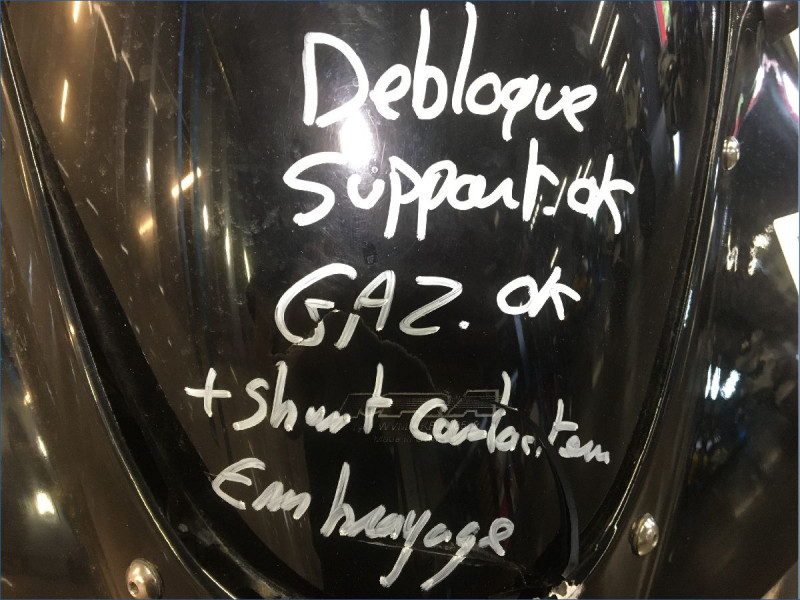 Debloque
Support. ok
GAZ. ok
+ Shunt Contacteur
Embrayage